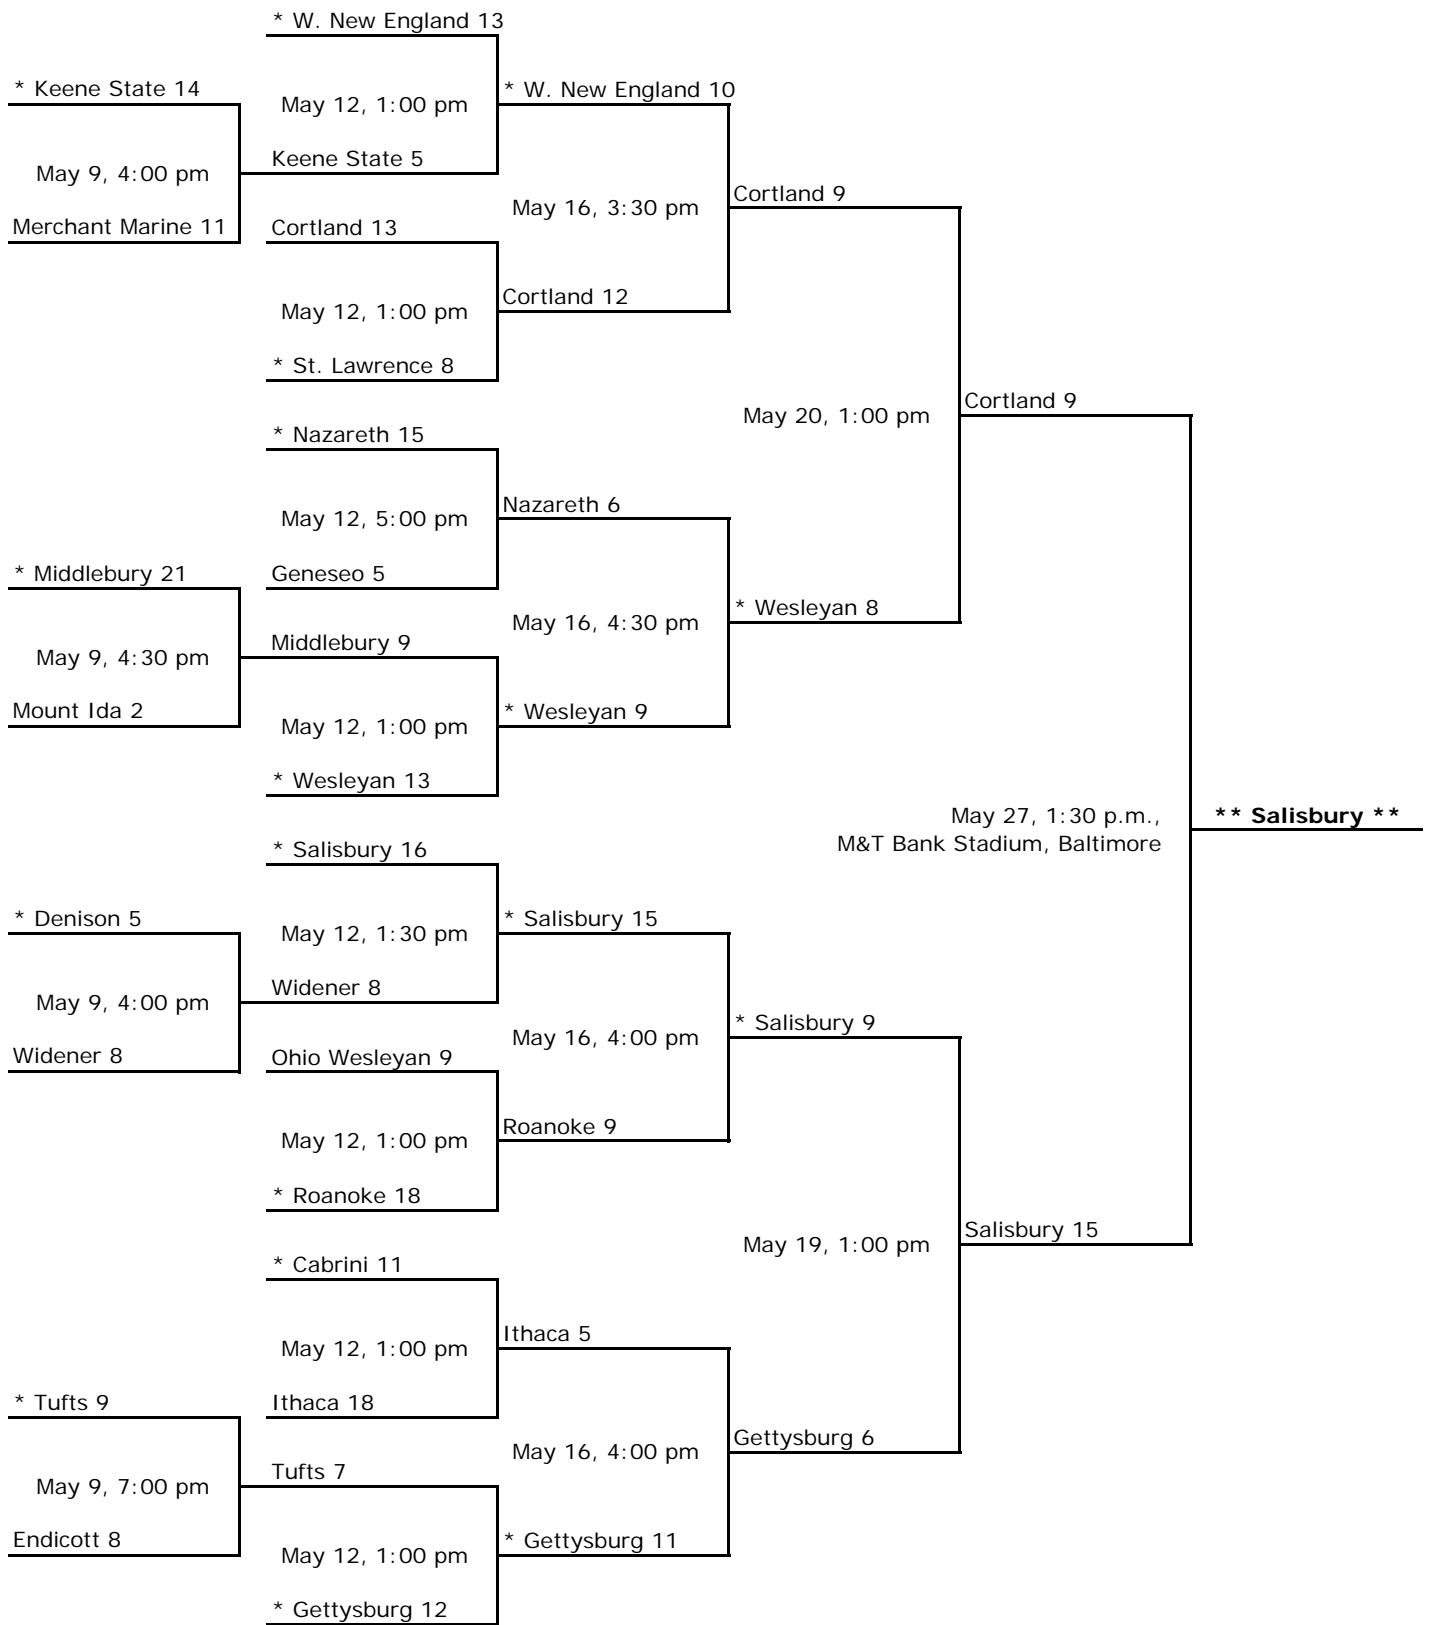 * W. New England 13
* Keene State 14
May 12, 1:00 pm
* W. New England 10
May 9, 4:00 pm
Keene State 5
Merchant Marine 11
Cortland 13
May 16, 3:30 pm
Cortland 9
May 12, 1:00 pm
Cortland 12
* St. Lawrence 8
* Nazareth 15
May 20, 1:00 pm
Cortland 9
May 12, 5:00 pm
Nazareth 6
* Middlebury 21
Geneseo 5
May 9, 4:30 pm
Middlebury 9
May 16, 4:30 pm
* Wesleyan 8
Mount Ida 2
May 12, 1:00 pm
* Wesleyan 9
* Wesleyan 13
May 27, 1:30 p.m.,
M&T Bank Stadium, Baltimore
** Salisbury **
* Salisbury 16
* Denison 5
May 12, 1:30 pm
* Salisbury 15
May 9, 4:00 pm
Widener 8
Widener 8
Ohio Wesleyan 9
May 16, 4:00 pm
* Salisbury 9
May 12, 1:00 pm
Roanoke 9
* Roanoke 18
* Cabrini 11
May 19, 1:00 pm
Salisbury 15
May 12, 1:00 pm
Ithaca 5
* Tufts 9
Ithaca 18
May 9, 7:00 pm
Tufts 7
May 16, 4:00 pm
Gettysburg 6
Endicott 8
May 12, 1:00 pm
* Gettysburg 11
* Gettysburg 12